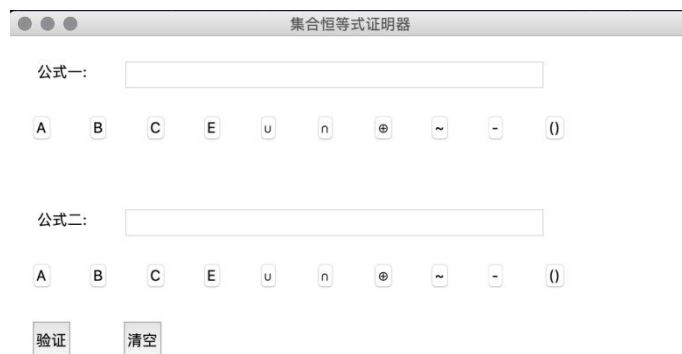 集合恒等式证明器
公式一:
A B C E ∪ ∩ ⊕ ~ - ()
公式二:
A B C E ∪ ∩ ⊕ ~ - ()
验证 清空